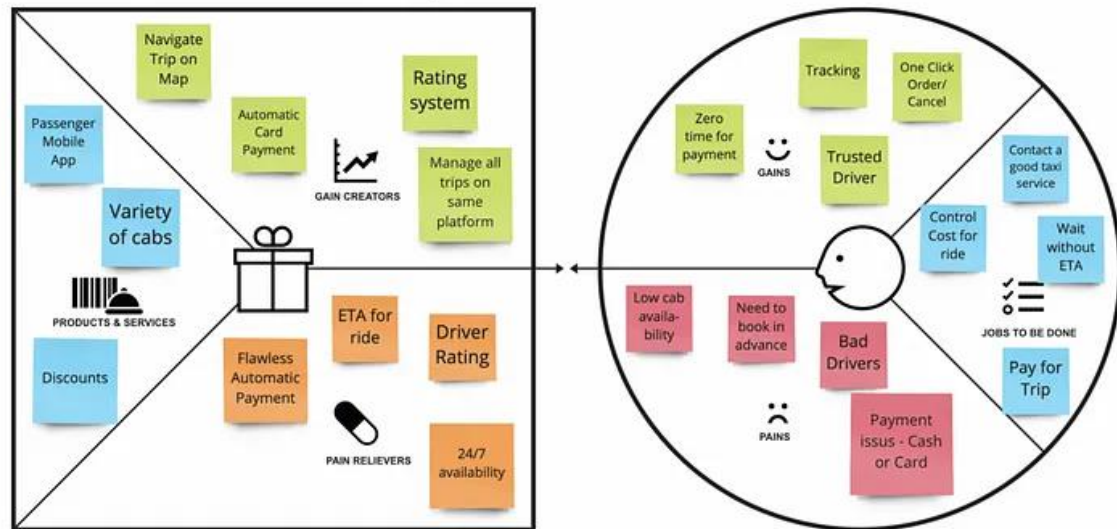 Navigate
Trip on
Map
Rating
system
Passenger
Mobile
App
Automatic
Card
Payment
GAIN CREATORS
Manage all
trips on
same
platform
Variety
of cabs
PRODUCTS & SERVICES
Discounts
ETA for
ride
Driver
Rating
Flawless
Automatic
Payment
PAIN RELIEVERS
24/7
availability
Tracking
One Click
Order/
Cancel
Zero
time for
payment
GAINS
Trusted
Driver
Contact a
good taxi
service
Control
Cost for
ride
Wait
without
ETA
JOBS TO BE DONE
Pay for
Trip
Low cab
availa-
bility
Need to
book in
advance
Bad
Drivers
PAINS
Payment
issus - Cash
or Card